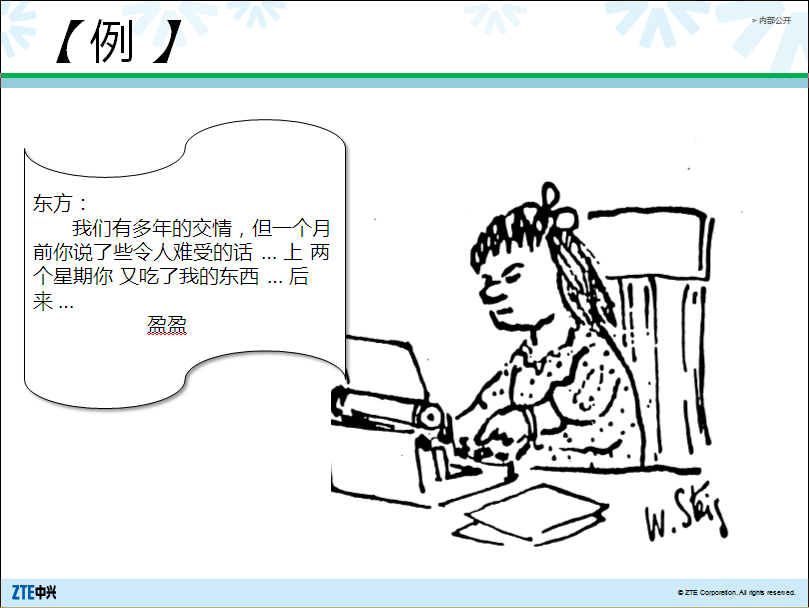 > 内部公开
【例 】
东方：
我们有多年的交情，但一个月
前你说了些令人难受的话 ... 上 两
个星期你 又吃了我的东西 ... 后
来 ...
盈盈
W. Steig
ZTE中兴
© ZTE Corporation. All rights reserved.